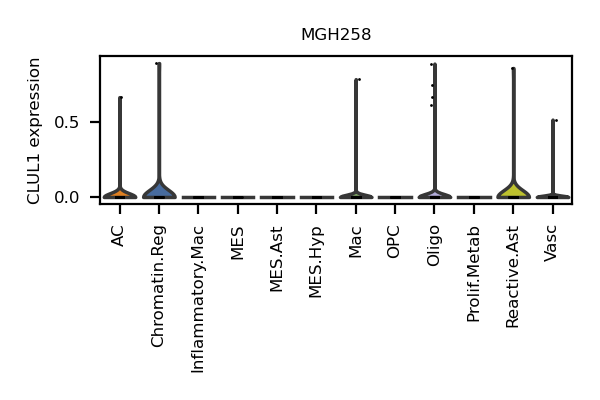 MGH258
CLUL1 expression
0.5
0.0
AC
Chromatin.Reg
Inflammatory.Mac
MES
MES.Ast
MES.Hyp
Mac
OPC
Oligo
Prolif.Metab
Reactive.Ast
Vasc